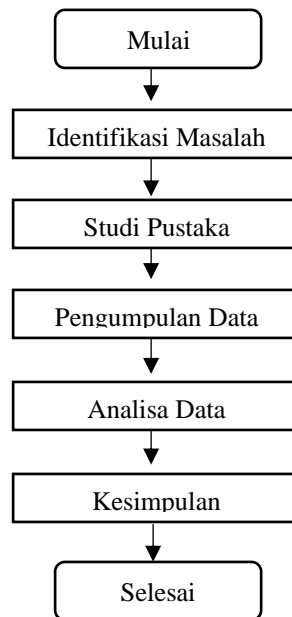 Mulai
Identifikasi Masalah
Studi Pustaka
Pengumpulan Data
Analisa Data
Kesimpulan
Selesai